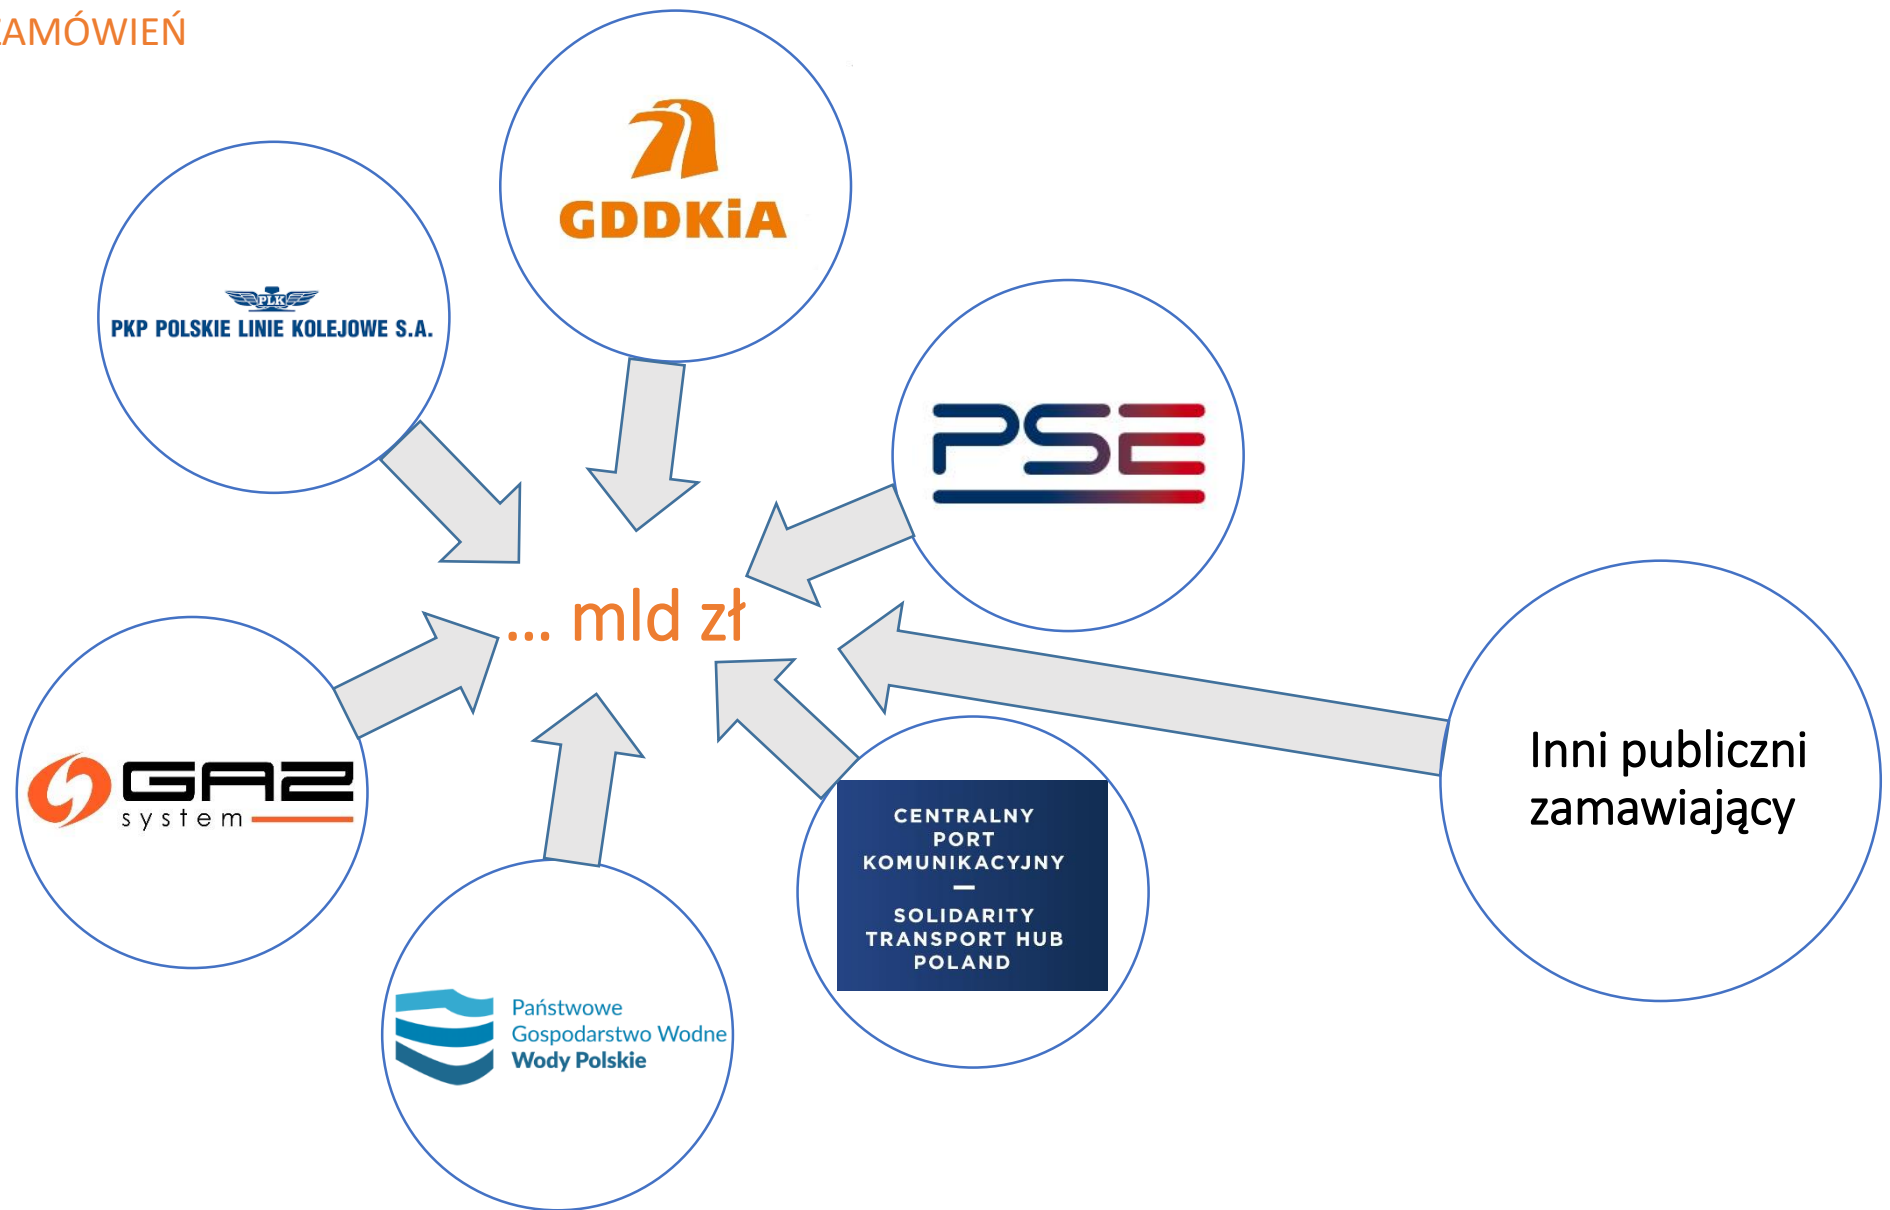 ZAMÓWIEŃ
GDDKiA
PLK
PKP POLSKIE LINIE KOLEJOWE S.A.
PSE
... mld zł
GAZ
system
Inni publiczni
zamawiający
CENTRALNY
PORT
KOMUNIKACYJNY
—
SOLIDARITY
TRANSPORT HUB
POLAND
Państwowe
Gospodarstwo Wodne
Wody Polskie